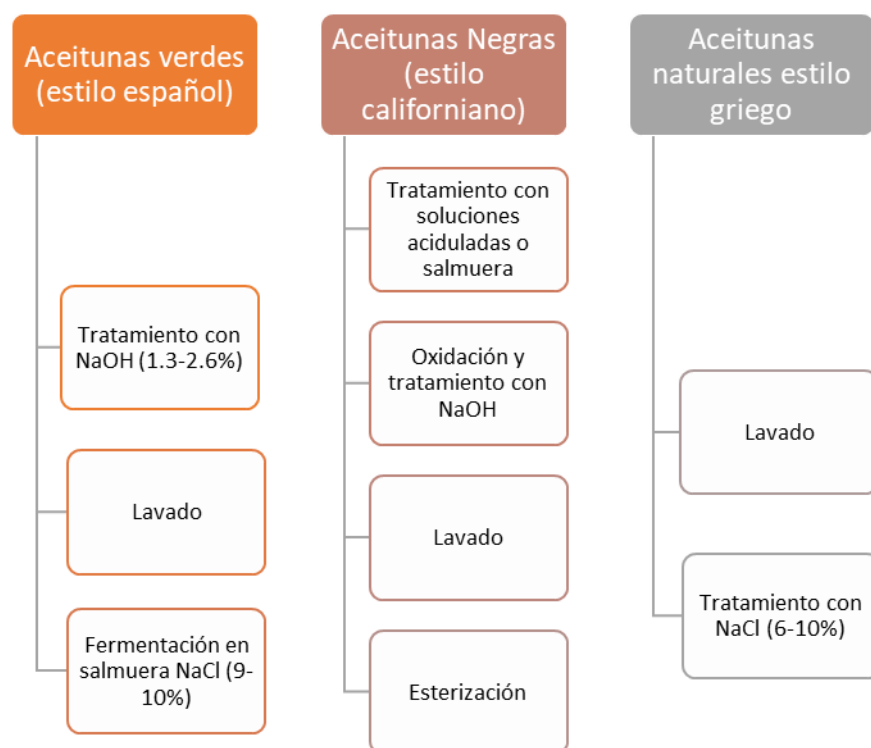 Aceitunas verdes
(estilo español)
Tratamiento con
NaOH (1.3-2.6%)
Lavado
Fermentación en
salmuera NaCl (9-
10%)
Aceitunas Negras
(estilo
californiano)
Tratamiento con
soluciones
aciduladas o
salmuera
Oxidación y
tratamiento con
NaOH
Lavado
Esterización
Aceitunas
naturales estilo
griego
Lavado
Tratamiento con
NaCl (6-10%)